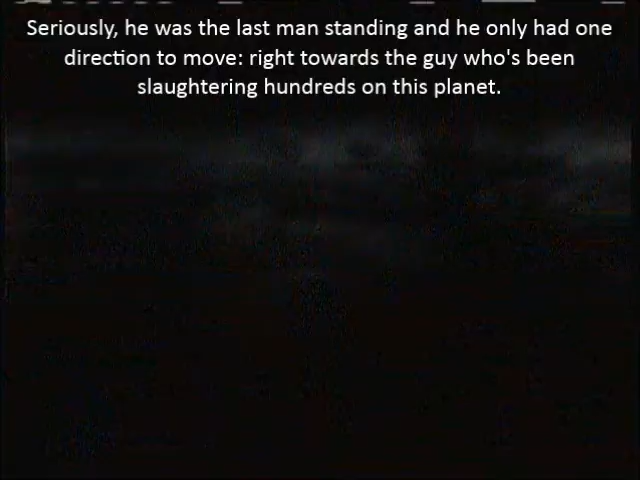 Seriously, he was the last man standing and he only had one
direction to move: right towards the guy who's been
slaughtering hundreds on this planet.